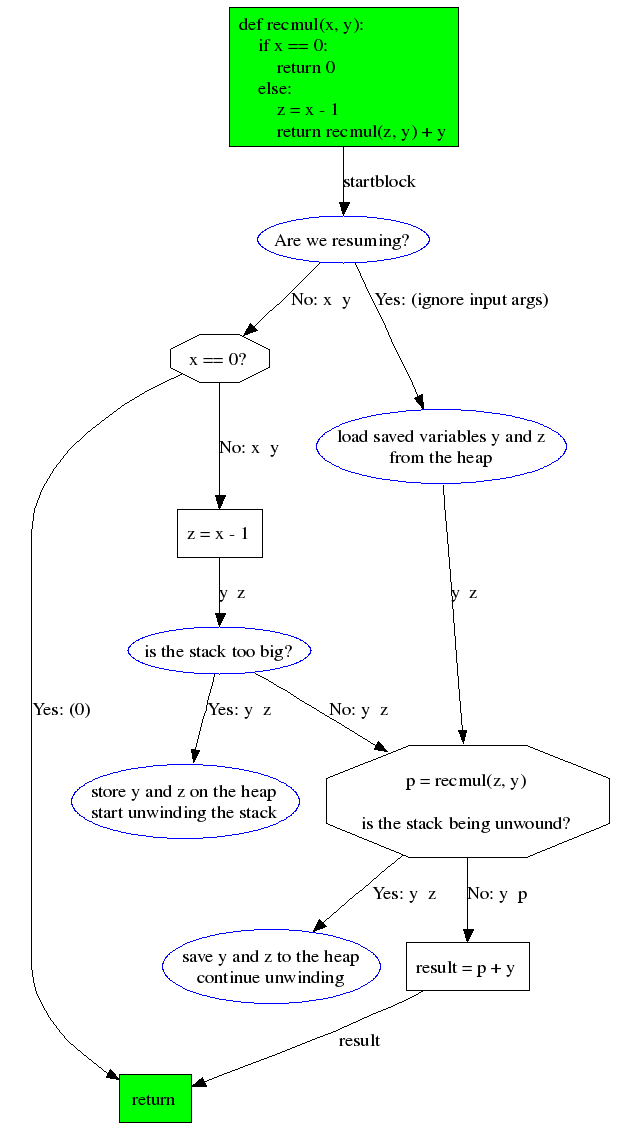 def recmul(x, y):
if x == 0:
return 0
else:
z = x - 1
return recmul(z, y) + y
startblock
Are we resuming?
No: x y
Yes: (ignore input args)
x == 0?
load saved variables y and z
from the heap
No: x y
z = x - 1
y z
y z
is the stack too big?
Yes: (0)
Yes: y z
No: y z
store y and z on the heap
start unwinding the stack
p = recmul(z, y)
is the stack being unwound?
Yes: y z
No: y p
save y and z to the heap
continue unwinding
result = p + y
result
return